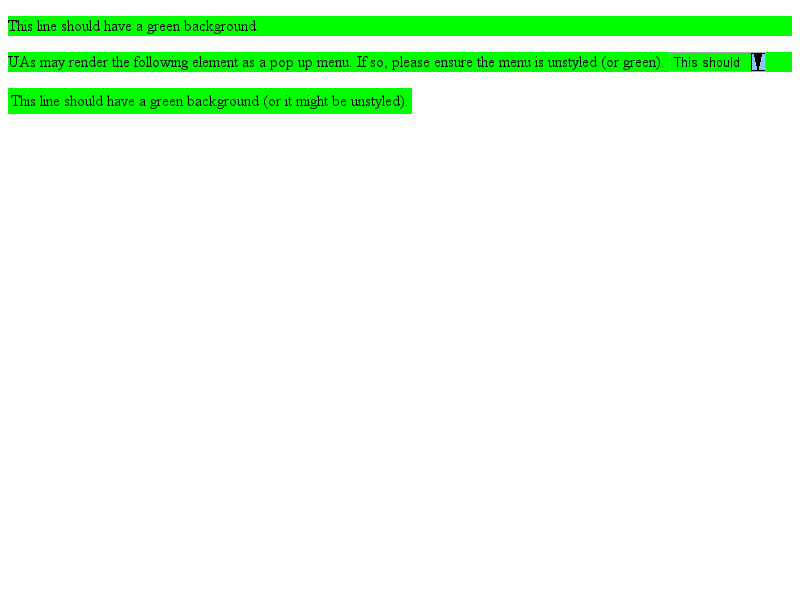 This line should have a green background.
UAs may render the following element as a pop up menu. If so, please ensure the menu is unstyled (or green). This should
This line should have a green background (or it might be unstyled).